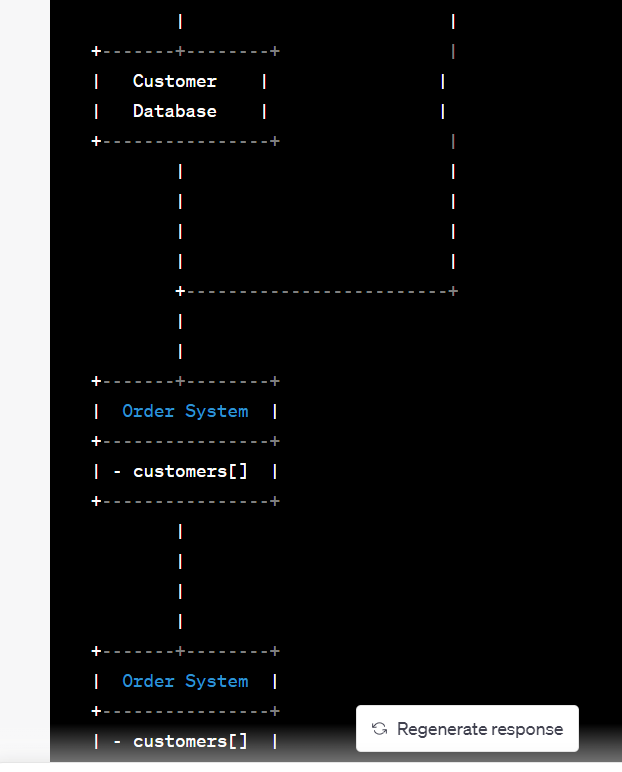 |                         |
    +-------+--------+                |
    |   Customer    |                |
    |   Database    |                |
    +----------------+                |
            |                         |
            |                         |
            |                         |
            |                         |
            +-------------------------+
            |
            |
    +-------+--------+
    |  Order System  |
    +----------------+
    | - customers[]  |
    +----------------+
            |
            |
            |
            |
    +-------+--------+
    |  Order System  |
    +----------------+
Regenerate response
    | - customers[]  |